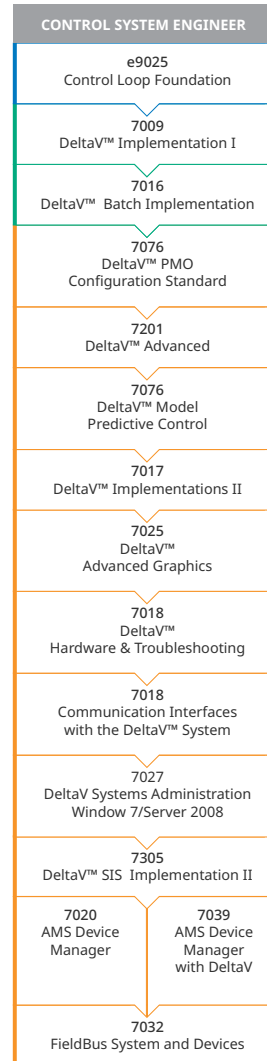 CONTROL SYSTEM ENGINEER
e9025
Control Loop Foundation
7009
DeltaV™ Implementation I
7016
DeltaV™ Batch Implementation
7076
DeltaV™ PMO
Configuration Standard
7201
DeltaV™ Advanced
7076
DeltaV™ Model
Predictive Control
7017
DeltaV™ Implementations II
7025
DeltaV™
Advanced Graphics
7018
DeltaV™
Hardware & Troubleshooting
7018
Communication Interfaces
with the DeltaV™ System
7027
DeltaV Systems Administration
Window 7/Server 2008
7305
DeltaV™ SIS Implementation II
7020
AMS Device
Manager
7039
AMS Device
Manager
with DeltaV
7032
FieldBus System and Devices